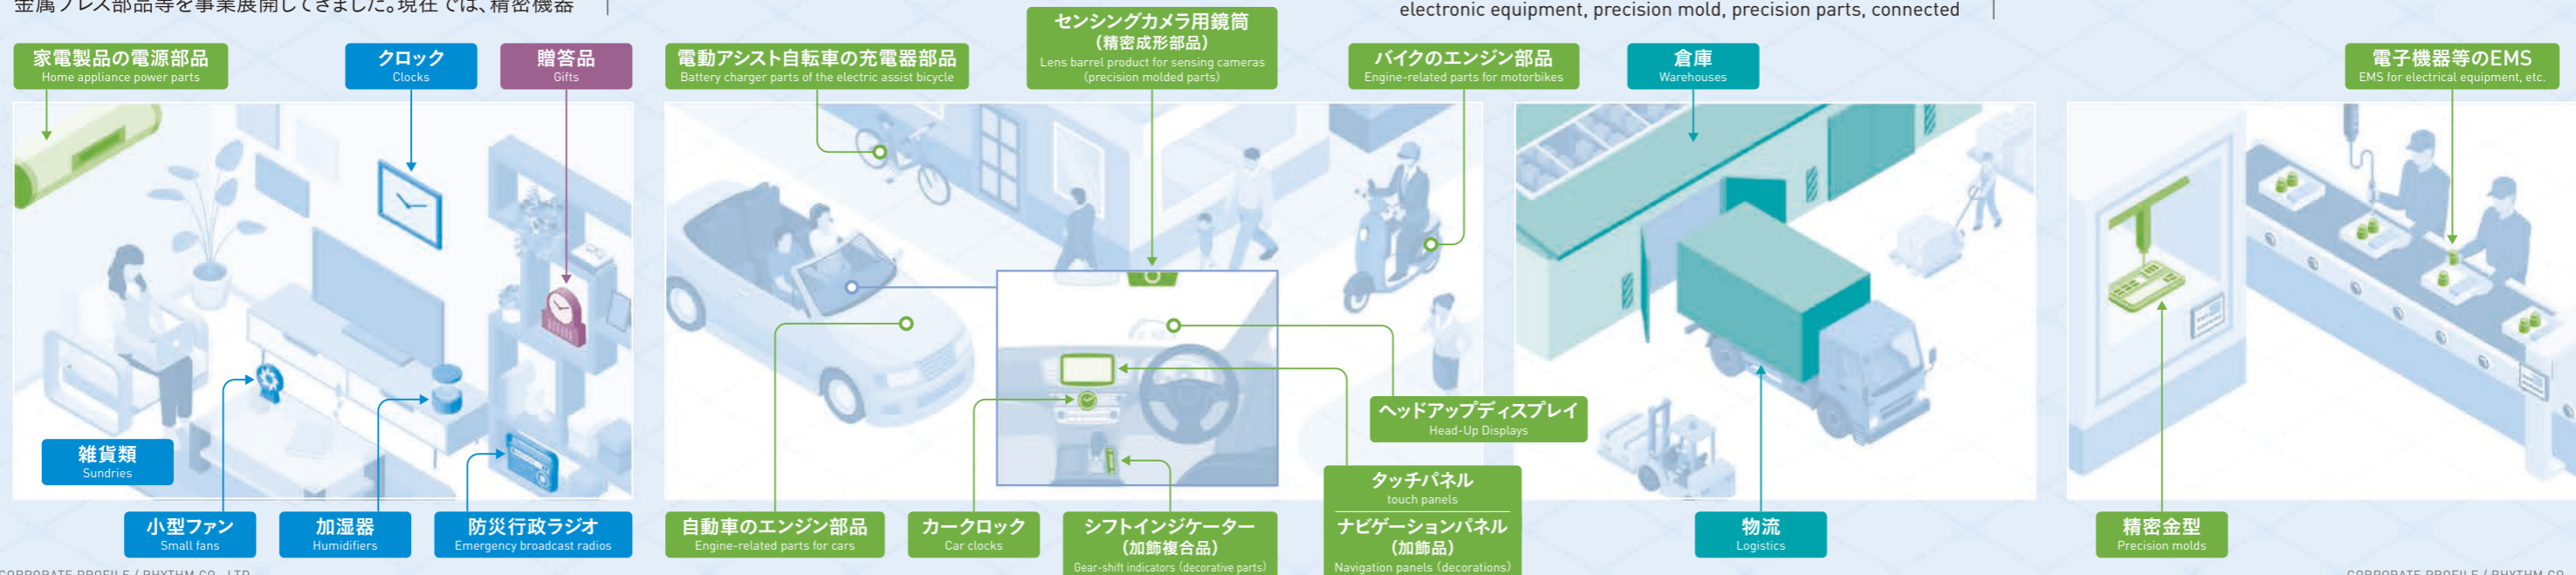 金属プレス部品等を事業展開してきました。現在では、精密機器
electronic equipment, precision mold, precision parts, connected
家電製品の電源部品
Home appliance power parts
クロック
Clocks
贈答品
Gifts
電動アシスト自転車の充電器部品
Battery charger parts of the electric assist bicycle
センシングカメラ用鏡筒
(精密成形部品)
Lens barrel product for sensing cameras
(precision molded parts)
バイクのエンジン部品
Engine-related parts for motorbikes
倉庫
Warehouses
電子機器等のEMS
EMS for electrical equipment, etc.
雑貨類
Sundries
小型ファン
Small fans
加湿器
Humidifiers
防災行政ラジオ
Emergency broadcast radios
自動車のエンジン部品
Engine-related parts for cars
カークロック
Car clocks
シフトインジケーター
(加飾複合品)
Gear-shift indicators (decorative parts)
ヘッドアップディスプレイ
Head-Up Displays
タッチパネル
touch panels
ナビゲーションパネル
(加飾品)
Navigation panels (decorations)
物流
Logistics
精密金型
Precision molds
CORPORATE PROFILE / RHYTHM CO., LTD.
CORPORATE PROFILE / RHYTHM CO.